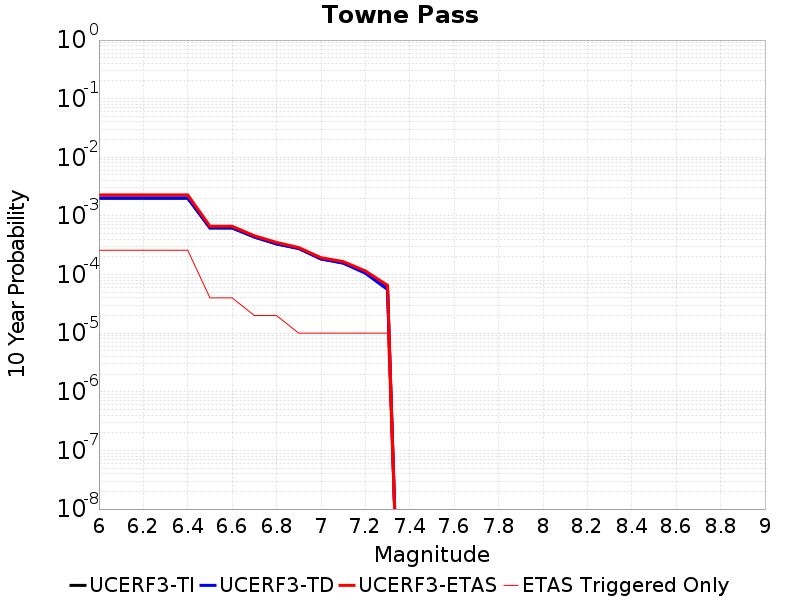 Towne Pass
10 Year Probability
10^0
10^-1
10^-2
10^-3
10^-4
10^-5
10^-6
10^-7
10^-8
6 6.2 6.4 6.6 6.8 7 7.2 7.4 7.6 7.8 8 8.2 8.4 8.6 8.8 9
Magnitude
UCERF3-TI UCERF3-TD UCERF3-ETAS ETAS Triggered Only